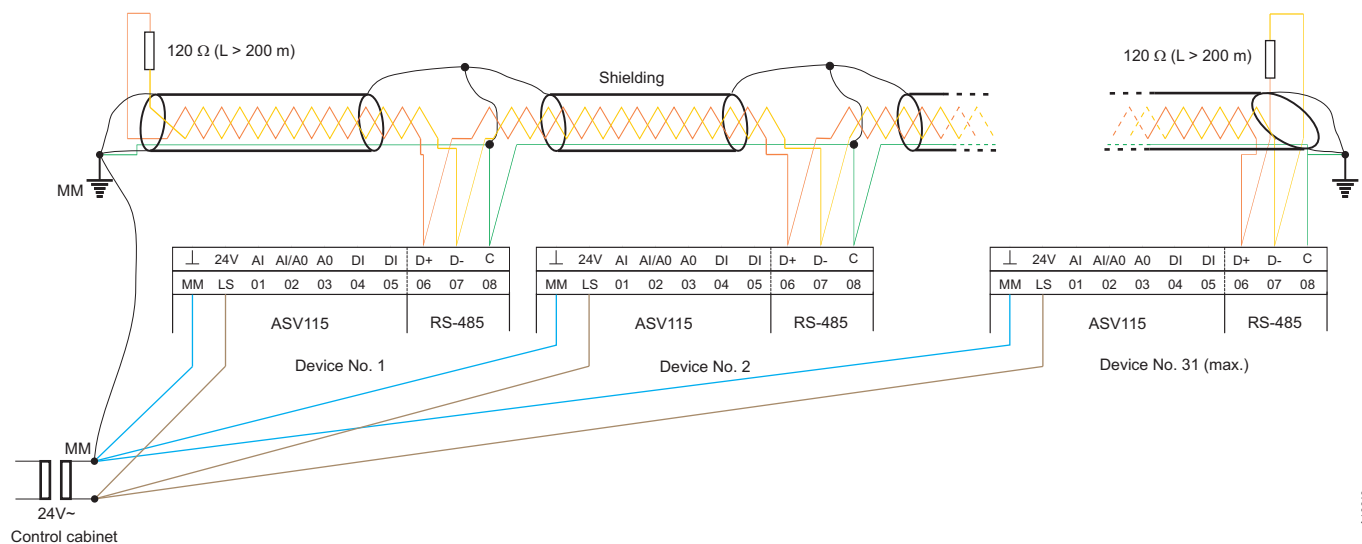 120 Ω (L > 200 m)
120 Ω (L > 200 m)
Shielding
MM
MM
⊥ 24V AI AI/A0 A0 DI DI D+ D- C
MM LS 01 02 03 04 05 06 07 08
ASV115 RS-485
Device No. 1
⊥ 24V AI AI/A0 A0 DI DI D+ D- C
MM LS 01 02 03 04 05 06 07 08
ASV115 RS-485
Device No. 2
⊥ 24V AI AI/A0 A0 DI DI D+ D- C
MM LS 01 02 03 04 05 06 07 08
ASV115 RS-485
Device No. 31 (max.)
24V~
Control cabinet